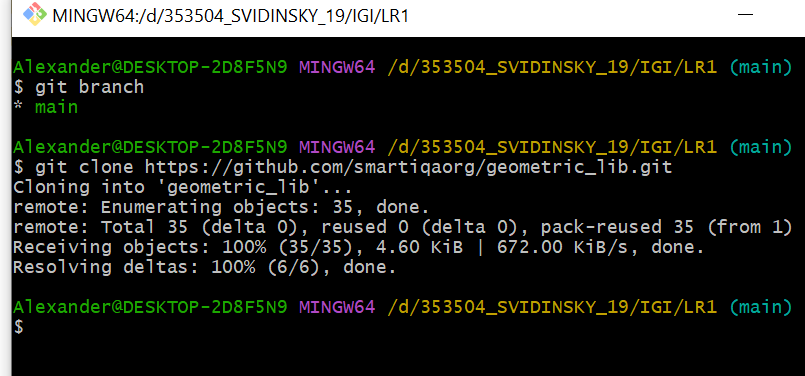 MINGW64:/d/353504_SVIDINSKY_19/IGI/LR1
Alexander@DESKTOP-2D8F5N9 MINGW64 /d/353504_SVIDINSKY_19/IGI/LR1 (main)
$ git branch
* main
Alexander@DESKTOP-2D8F5N9 MINGW64 /d/353504_SVIDINSKY_19/IGI/LR1 (main)
$ git clone https://github.com/smartiqaorg/geometric_lib.git
Cloning into 'geometric_lib'...
remote: Enumerating objects: 35, done.
remote: Total 35 (delta 0), reused 0 (delta 0), pack-reused 35 (from 1)
Receiving objects: 100% (35/35), 4.60 KiB | 672.00 KiB/s, done.
Resolving deltas: 100% (6/6), done.
Alexander@DESKTOP-2D8F5N9 MINGW64 /d/353504_SVIDINSKY_19/IGI/LR1 (main)
$